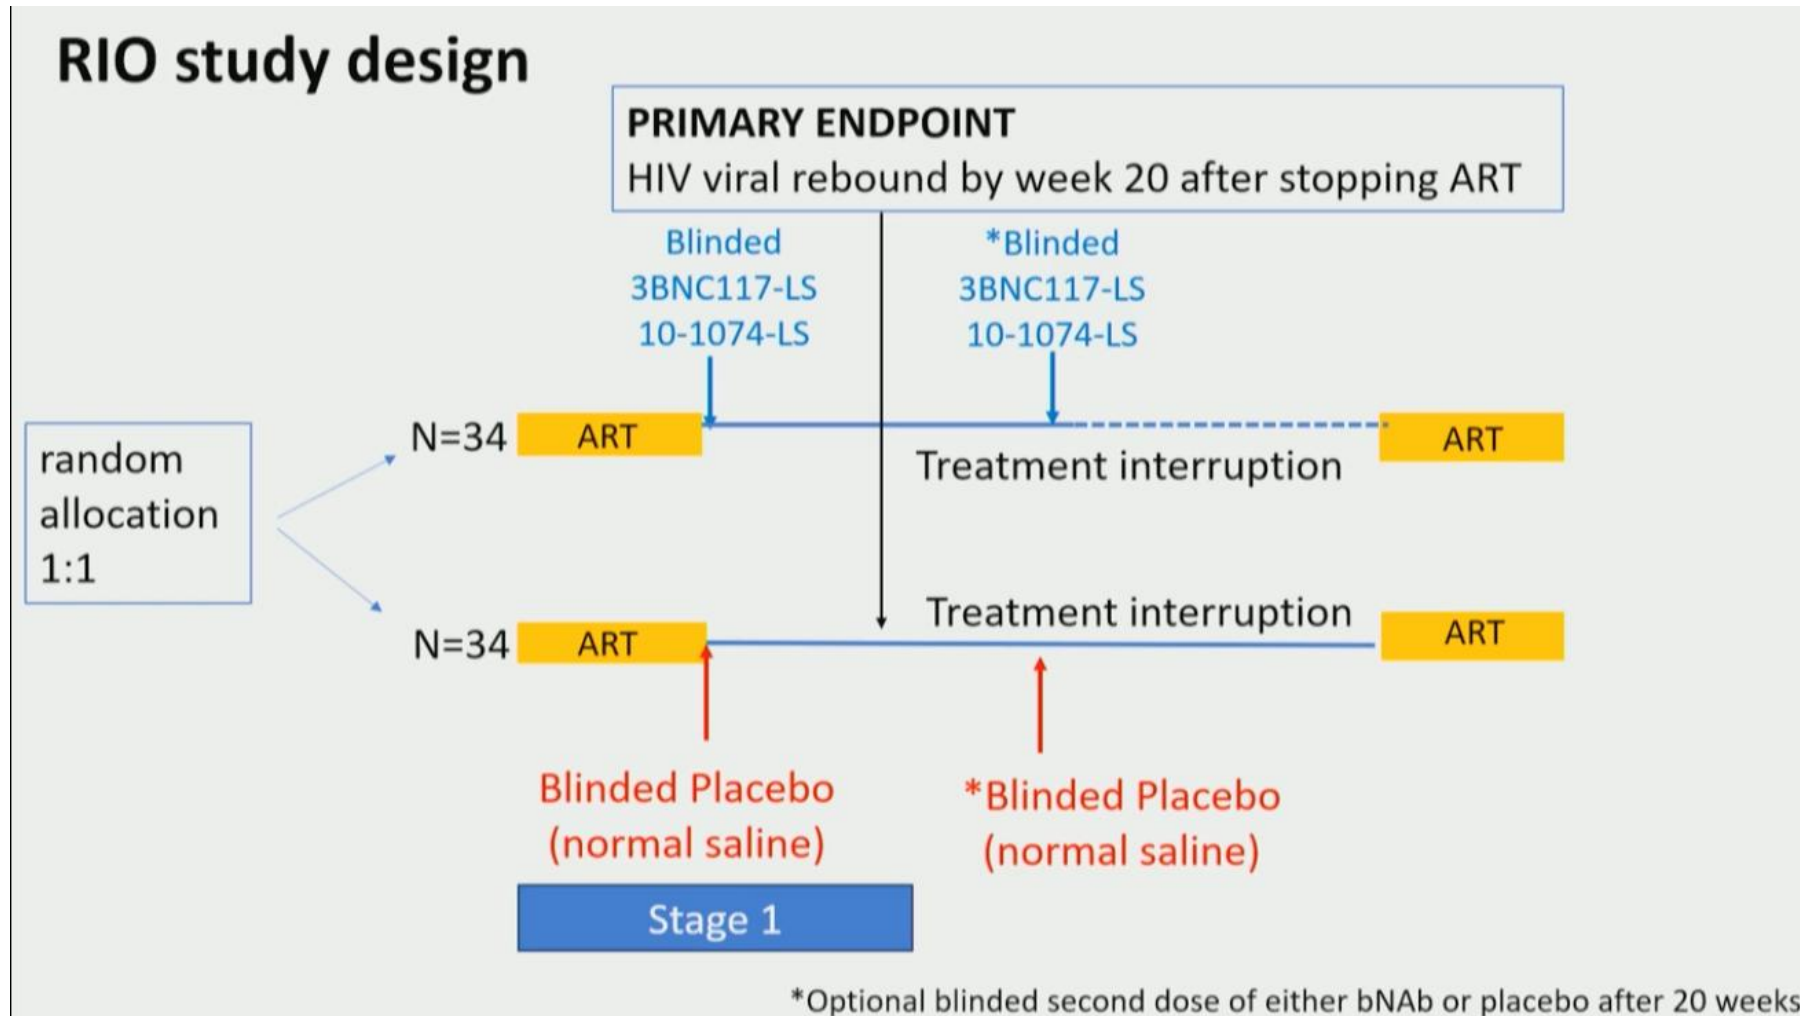 RIO study design
PRIMARY ENDPOINT
HIV viral rebound by week 20 after stopping ART
Blinded
3BNC117-LS
10-1074-LS
*Blinded
3BNC117-LS
10-1074-LS
random
allocation
1:1
N=34
ART
Treatment interruption
ART
N=34
ART
Treatment interruption
ART
Blinded Placebo
(normal saline)
*Blinded Placebo
(normal saline)
Stage 1
*Optional blinded second dose of either bNAb or placebo after 20 weeks